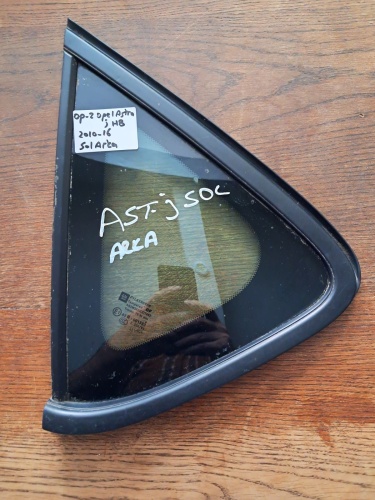 Op-2 Opel Astra
j HB
2010-16
Sol Arka
AST-j SOL
ARKA